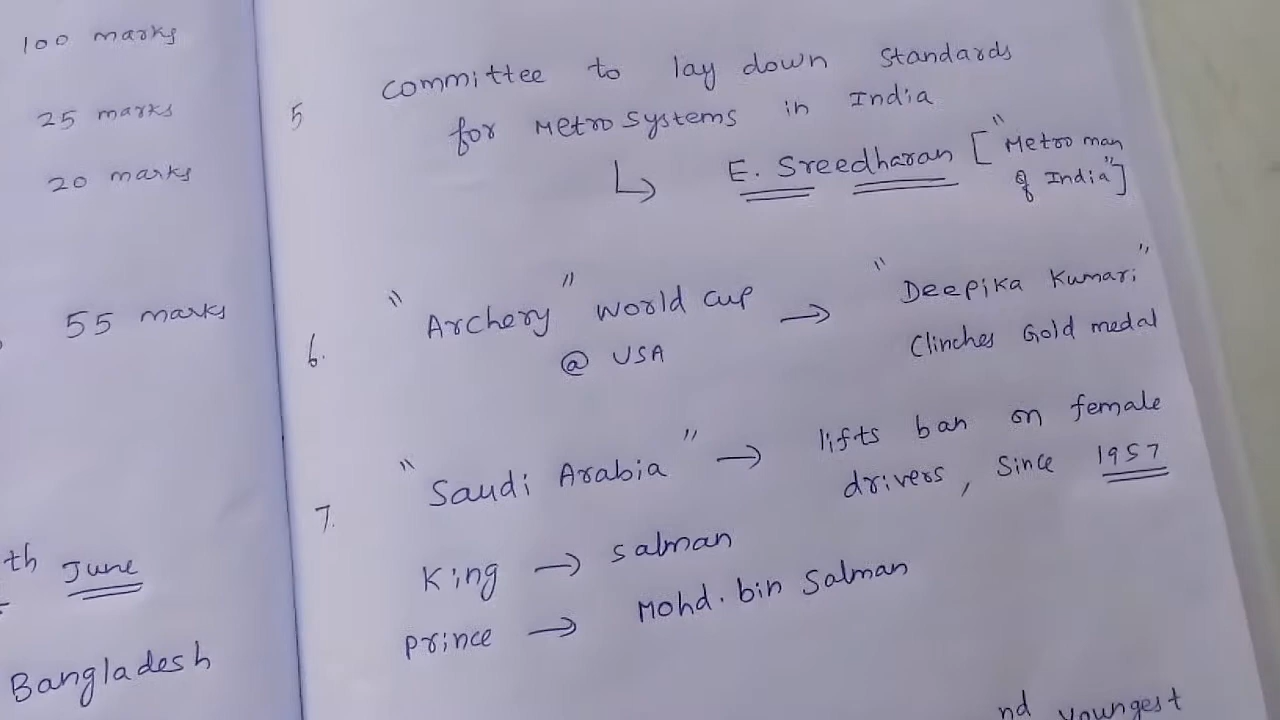 100 marks
25 marks
20 marks
55 marks
th June
Bangladesh
5 committee to lay down standards
for Metro systems in India
↳ E. Sreedharan ["Metro man
of India"]
6. "Archery" world cup → "Deepika Kumari"
@ USA Clinches Gold medal
7. "Saudi Arabia" → lifts ban on female
drivers, since 1957
King → salman
prince → Mohd. bin salman
nd youngest